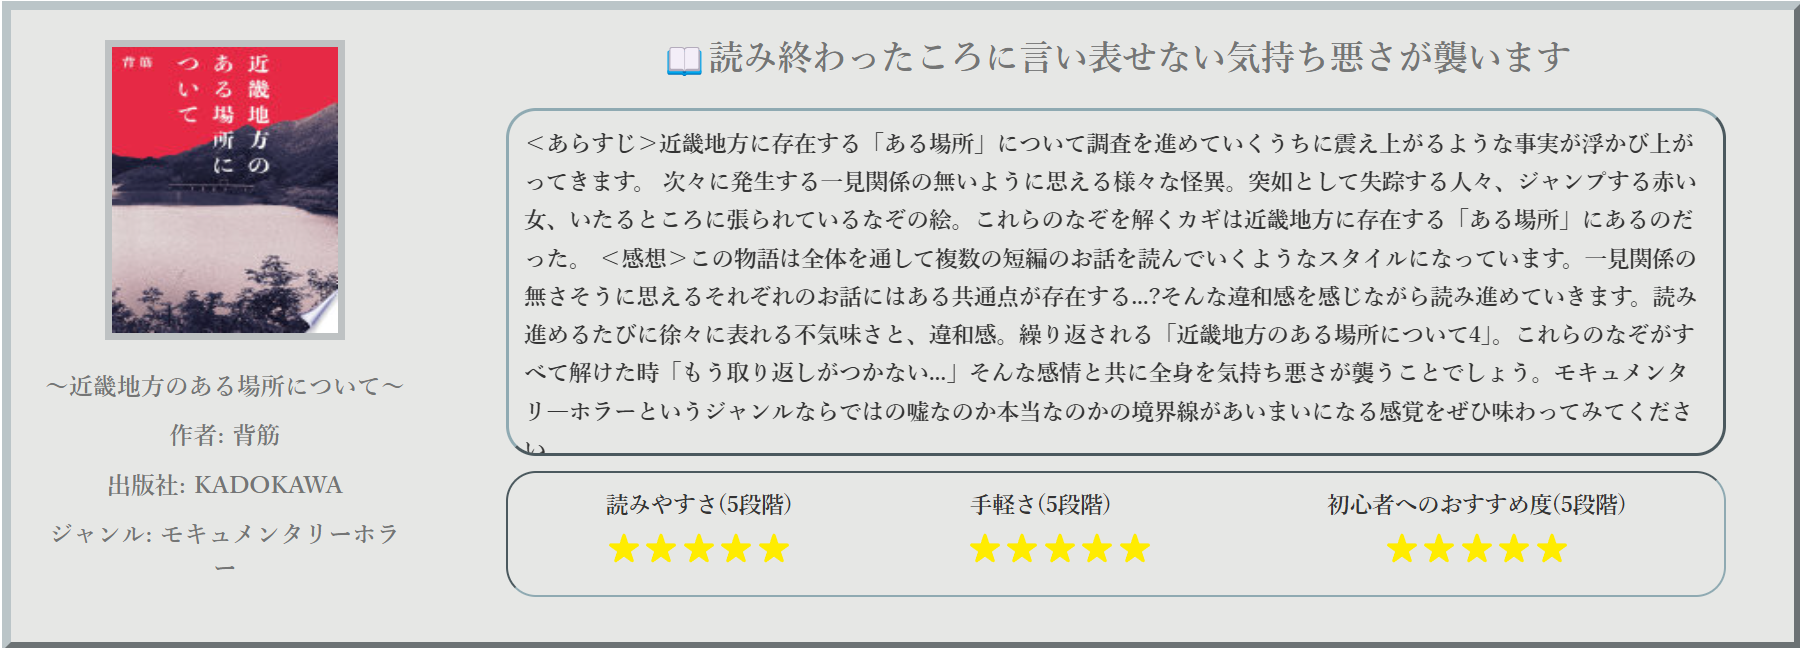 背筋
近畿地方の
ある場所に
ついて
～近畿地方のある場所について～
作者: 背筋
出版社: KADOKAWA
ジャンル: モキュメンタリーホラ
ー
読み終わったころに言い表せない気持ち悪さが襲います
＜あらすじ＞近畿地方に存在する「ある場所」について調査を進めていくうちに震え上がるような事実が浮かび上が
ってきます。 次々に発生する一見関係の無いように思える様々な怪異。突如として失踪する人々、ジャンプする赤い
女、いたるところに張られているなぞの絵。これらのなぞを解くカギは近畿地方に存在する「ある場所」にあるのだ
った。 ＜感想＞この物語は全体を通して複数の短編のお話を読んでいくようなスタイルになっています。一見関係の
無さそうに思えるそれぞれのお話にはある共通点が存在する...?そんな違和感を感じながら読み進めていきます。読み
進めるたびに徐々に表れる不気味さと、違和感。繰り返される「近畿地方のある場所について4」。これらのなぞがす
べて解けた時「もう取り返しがつかない...」そんな感情と共に全身を気持ち悪さが襲うことでしょう。モキュメンタ
リ―ホラーというジャンルならではの嘘なのか本当なのかの境界線があいまいになる感覚をぜひ味わってみてくださ
い
読みやすさ(5段階)
★★★★★
手軽さ(5段階)
★★★★★
初心者へのおすすめ度(5段階)
★★★★★